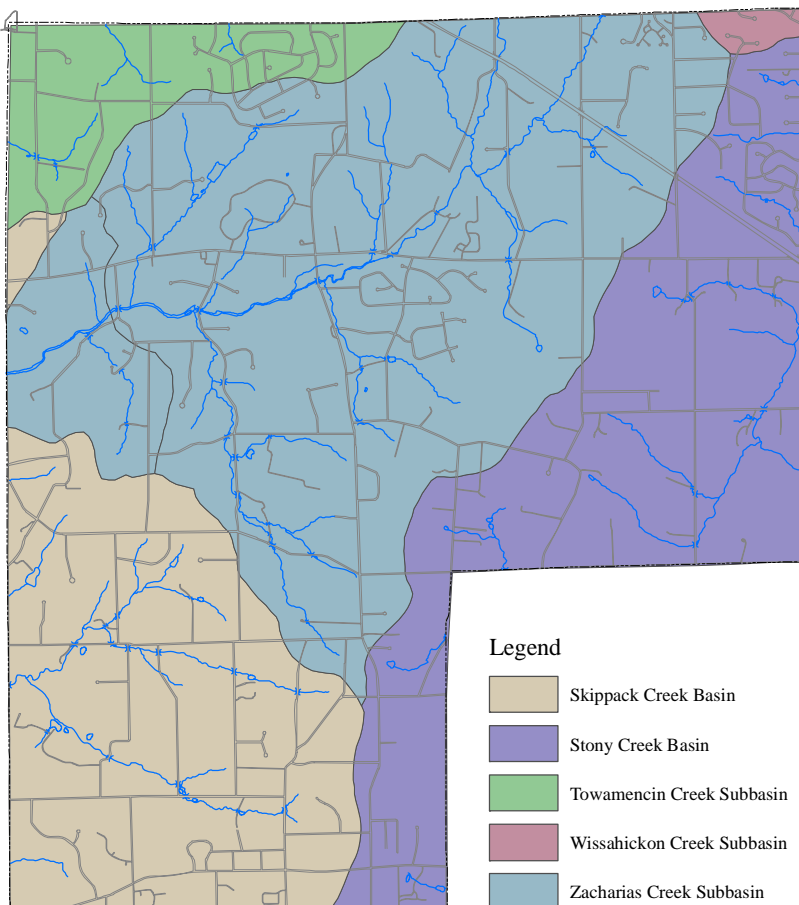 Legend
Skippack Creek Basin
Stony Creek Basin
Towamencin Creek Subbasin
Wissahickon Creek Subbasin
Zacharias Creek Subbasin